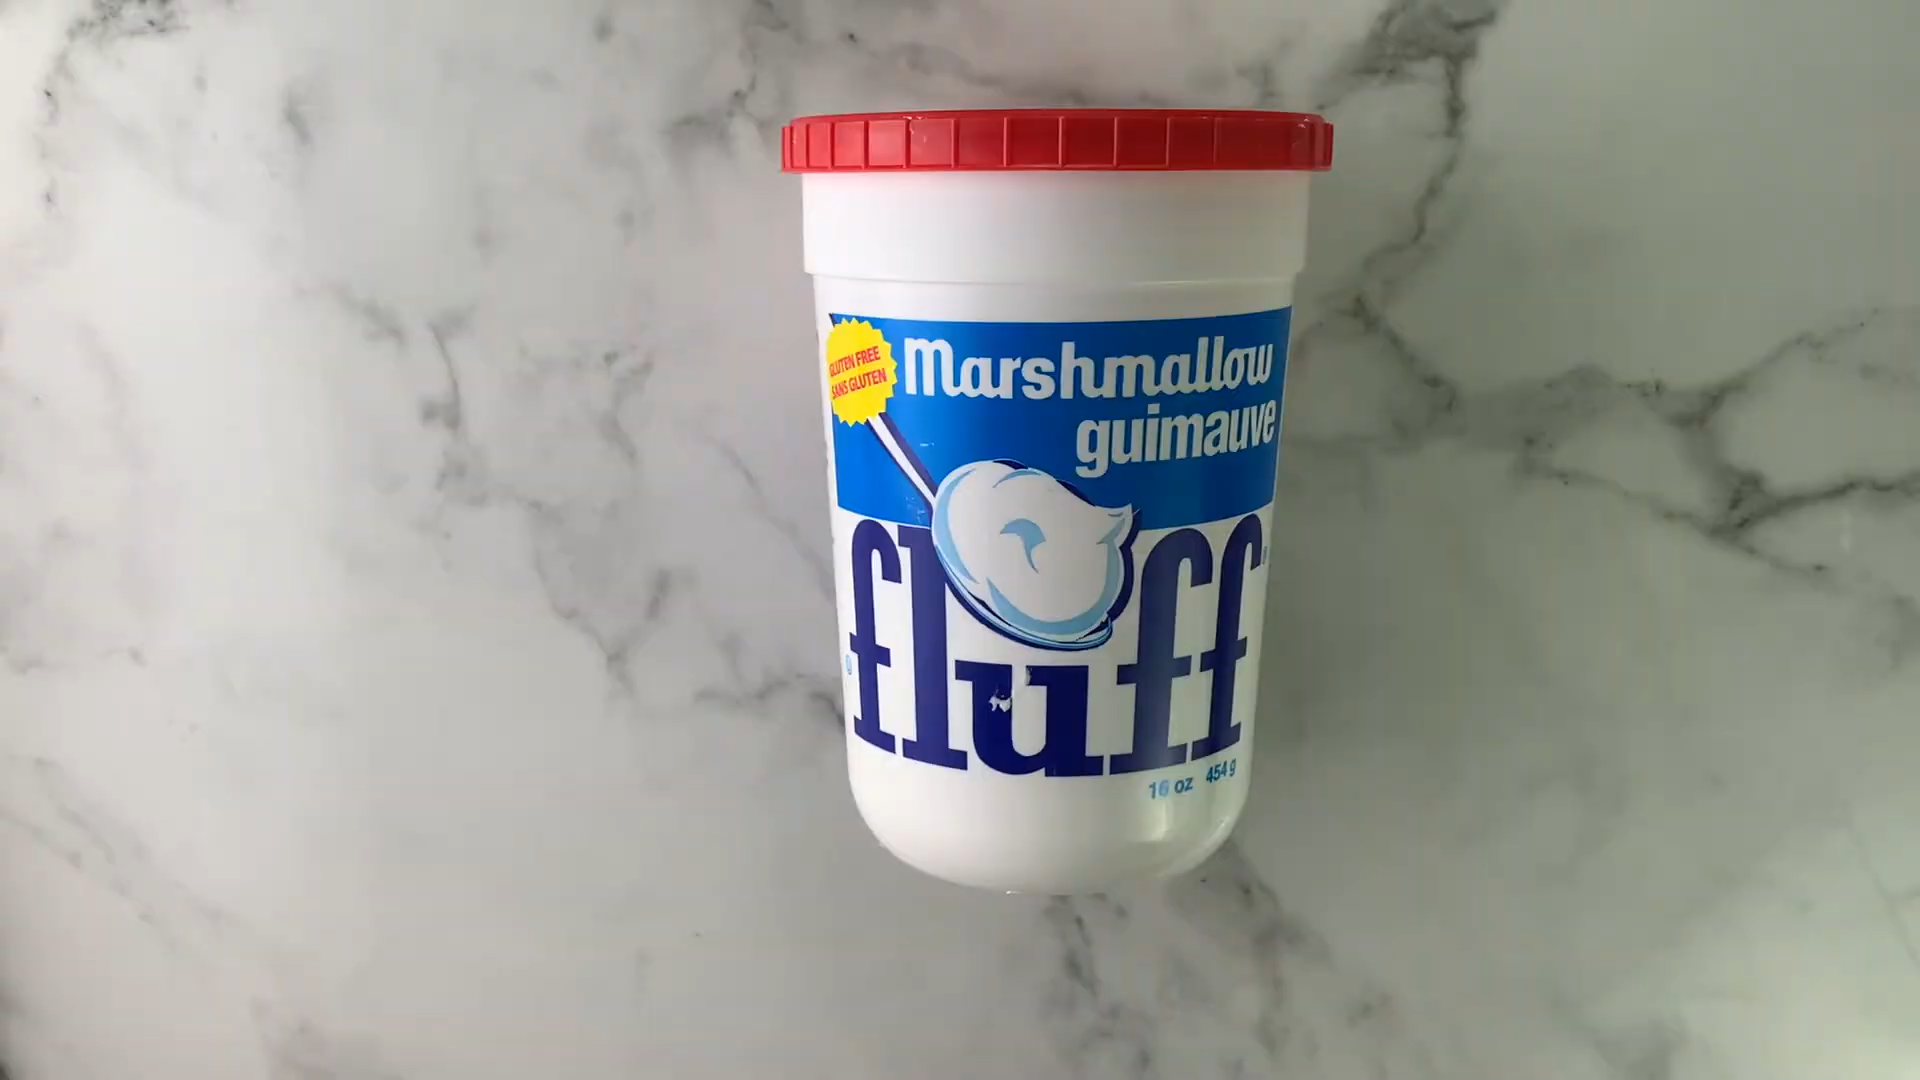 GLUTEN FREE
SANS GLUTEN
Marshmallow
guimauve
fluff
16 oz 454 g